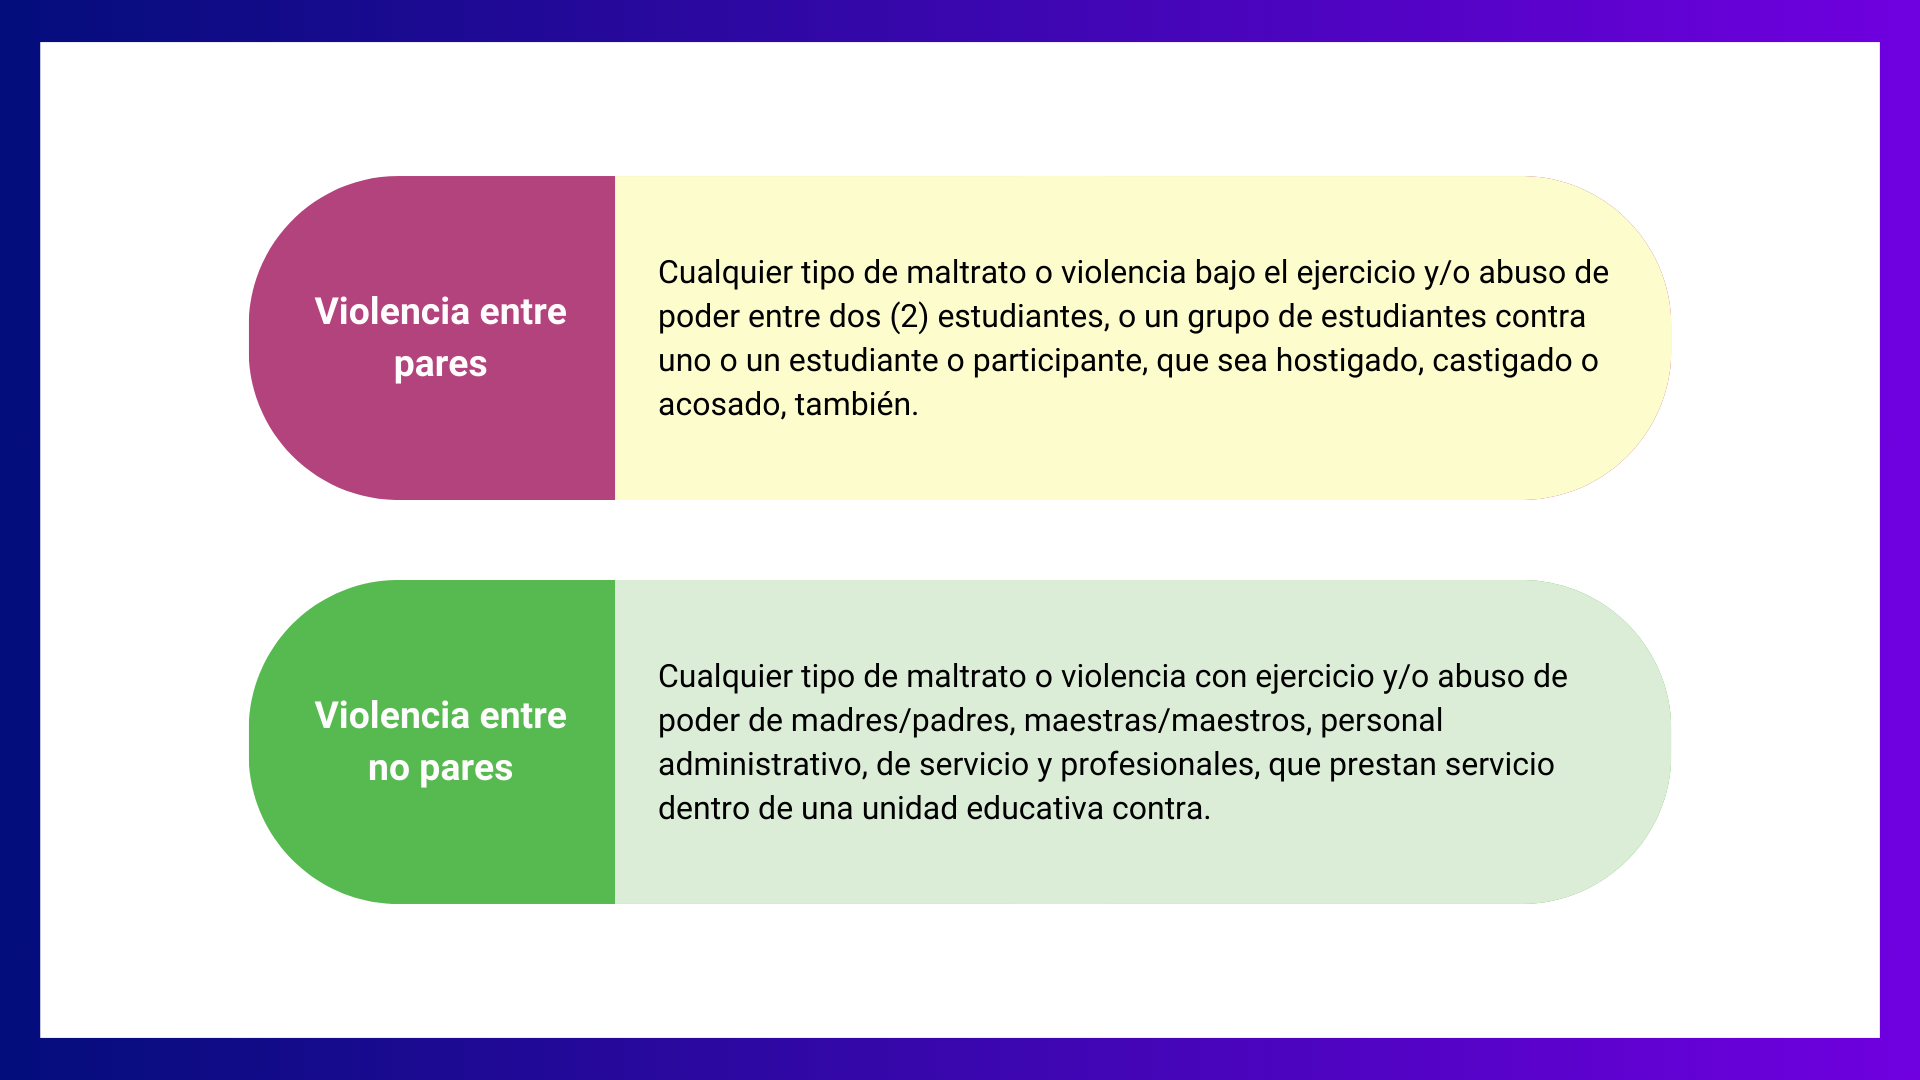 Violencia entre
pares
Cualquier tipo de maltrato o violencia bajo el ejercicio y/o abuso de
poder entre dos (2) estudiantes, o un grupo de estudiantes contra
uno o un estudiante o participante, que sea hostigado, castigado o
acosado, también.
Violencia entre
no pares
Cualquier tipo de maltrato o violencia con ejercicio y/o abuso de
poder de madres/padres, maestras/maestros, personal
administrativo, de servicio y profesionales, que prestan servicio
dentro de una unidad educativa contra.